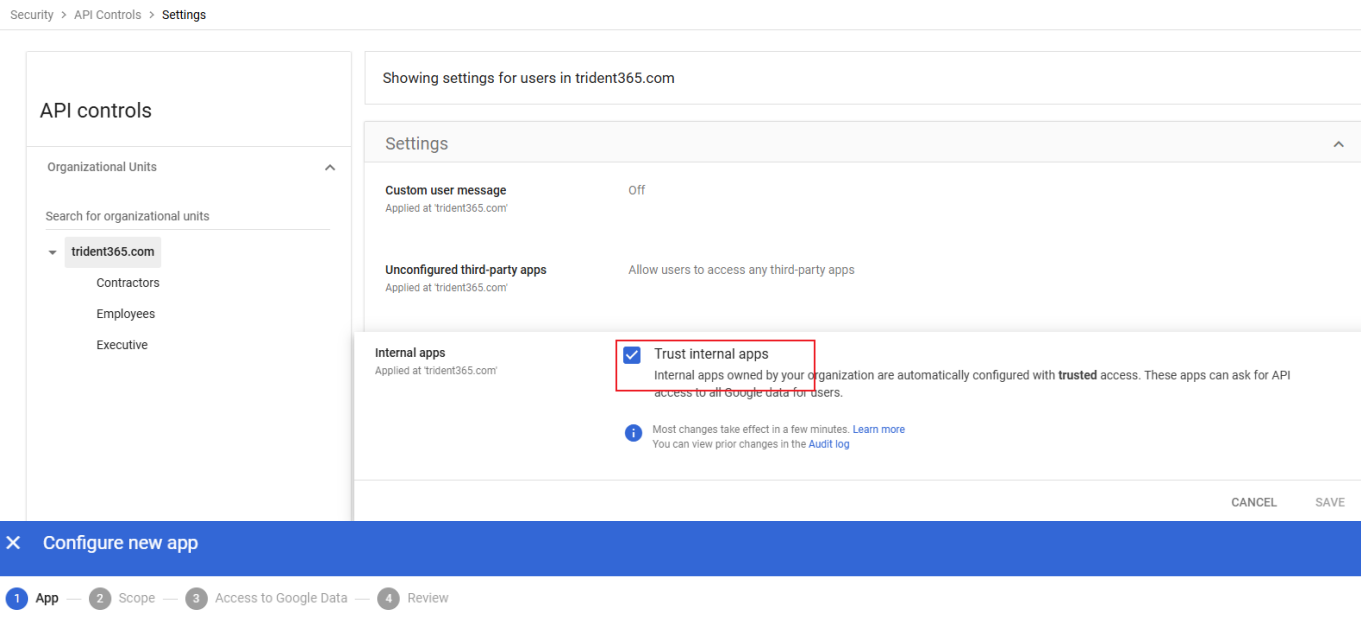 Security > API Controls > Settings
API controls
Organizational Units
Search for organizational units
trident365.com
Contractors
Employees
Executive
Showing settings for users in trident365.com
Settings
Custom user message
Applied at 'trident365.com'
Off
Unconfigured third-party apps
Applied at 'trident365.com'
Allow users to access any third-party apps
Internal apps
Applied at 'trident365.com'
Trust internal apps
Internal apps owned by your organization are automatically configured with trusted access. These apps can ask for API
access to all Google data for users.
Most changes take effect in a few minutes. Learn more
You can view prior changes in the Audit log
CANCEL SAVE
Configure new app
1 App 2 Scope 3 Access to Google Data 4 Review